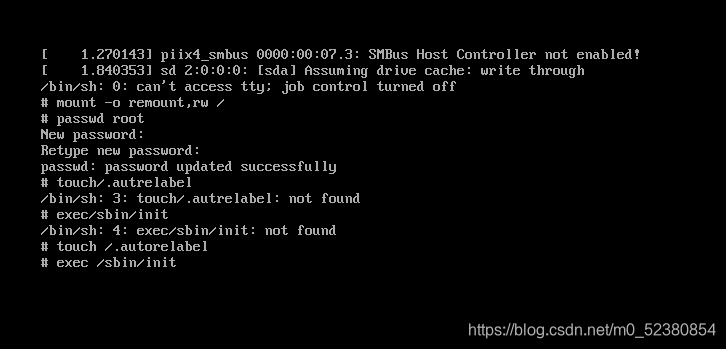 [    1.270143] piix4_smbus 0000:00:07.3: SMBus Host Controller not enabled!
[    1.840353] sd 2:0:0:0: [sda] Assuming drive cache: write through
/bin/sh: 0: can't access tty; job control turned off
# mount -o remount,rw /
# passwd root
New password:
Retype new password:
passwd: password updated successfully
# touch/.autrelabel
/bin/sh: 3: touch/.autrelabel: not found
# exec/sbin/init
/bin/sh: 4: exec/sbin/init: not found
# touch /.autorelabel
# exec /sbin/init
https://blog.csdn.net/m0_52380854